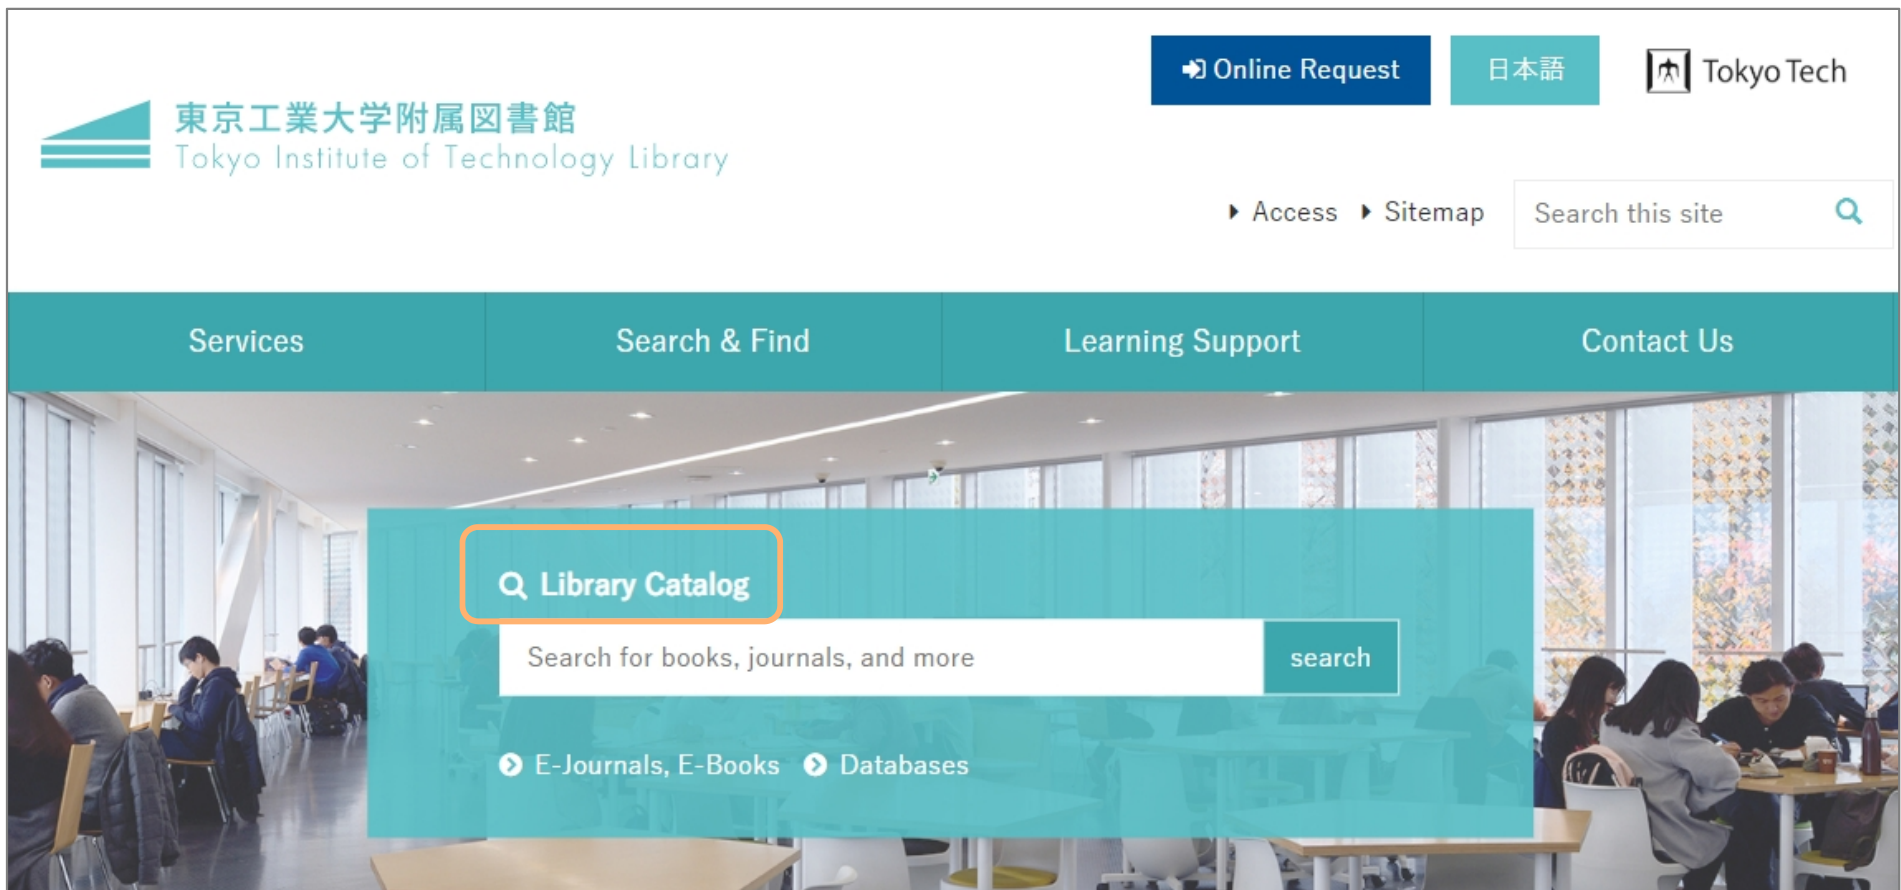 Online Request
日本語
Tokyo Tech
東京工業大学附属図書館
Tokyo Institute of Technology Library
Access
Sitemap
Search this site
Services
Search & Find
Learning Support
Contact Us
Library Catalog
Search for books, journals, and more
search
E-Journals, E-Books
Databases